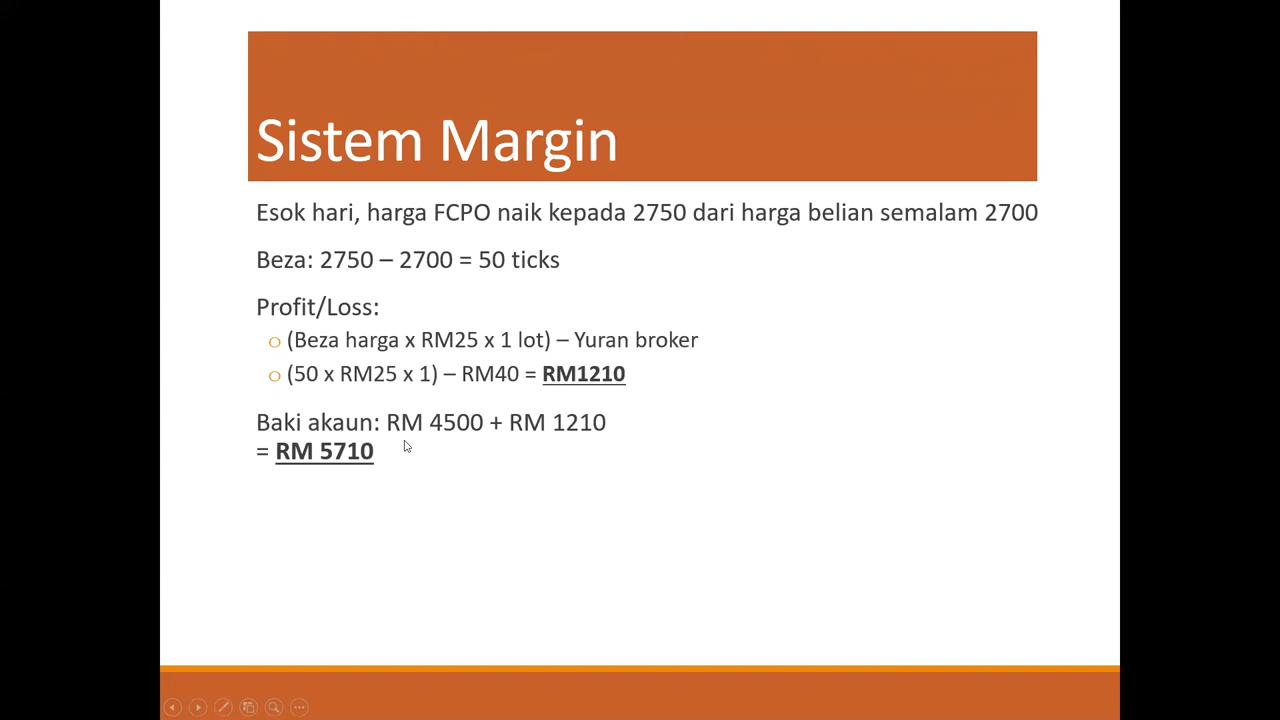 Sistem Margin
Esok hari, harga FCPO naik kepada 2750 dari harga belian semalam 2700
Beza: 2750 – 2700 = 50 ticks
Profit/Loss:
(Beza harga x RM25 x 1 lot) – Yuran broker
(50 x RM25 x 1) – RM40 = RM1210
Baki akaun: RM 4500 + RM 1210
= RM 5710